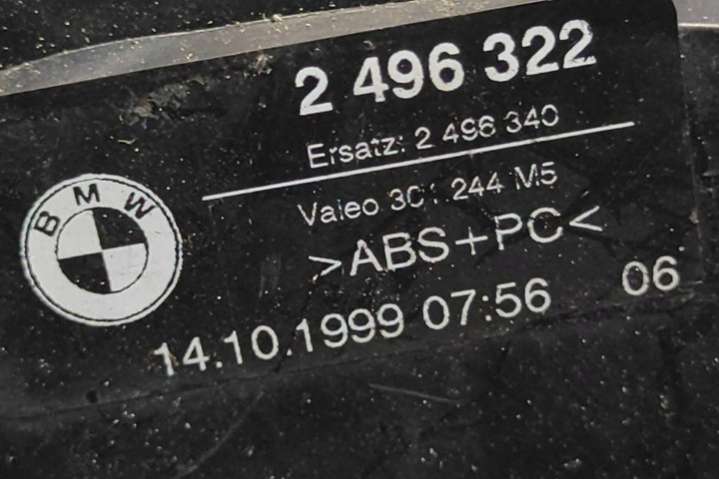 2 496 322
Ersatz: 2 496 340
Valeo 244 M5
>ABS+PC<
BMW
14.10.1999 07:56 06